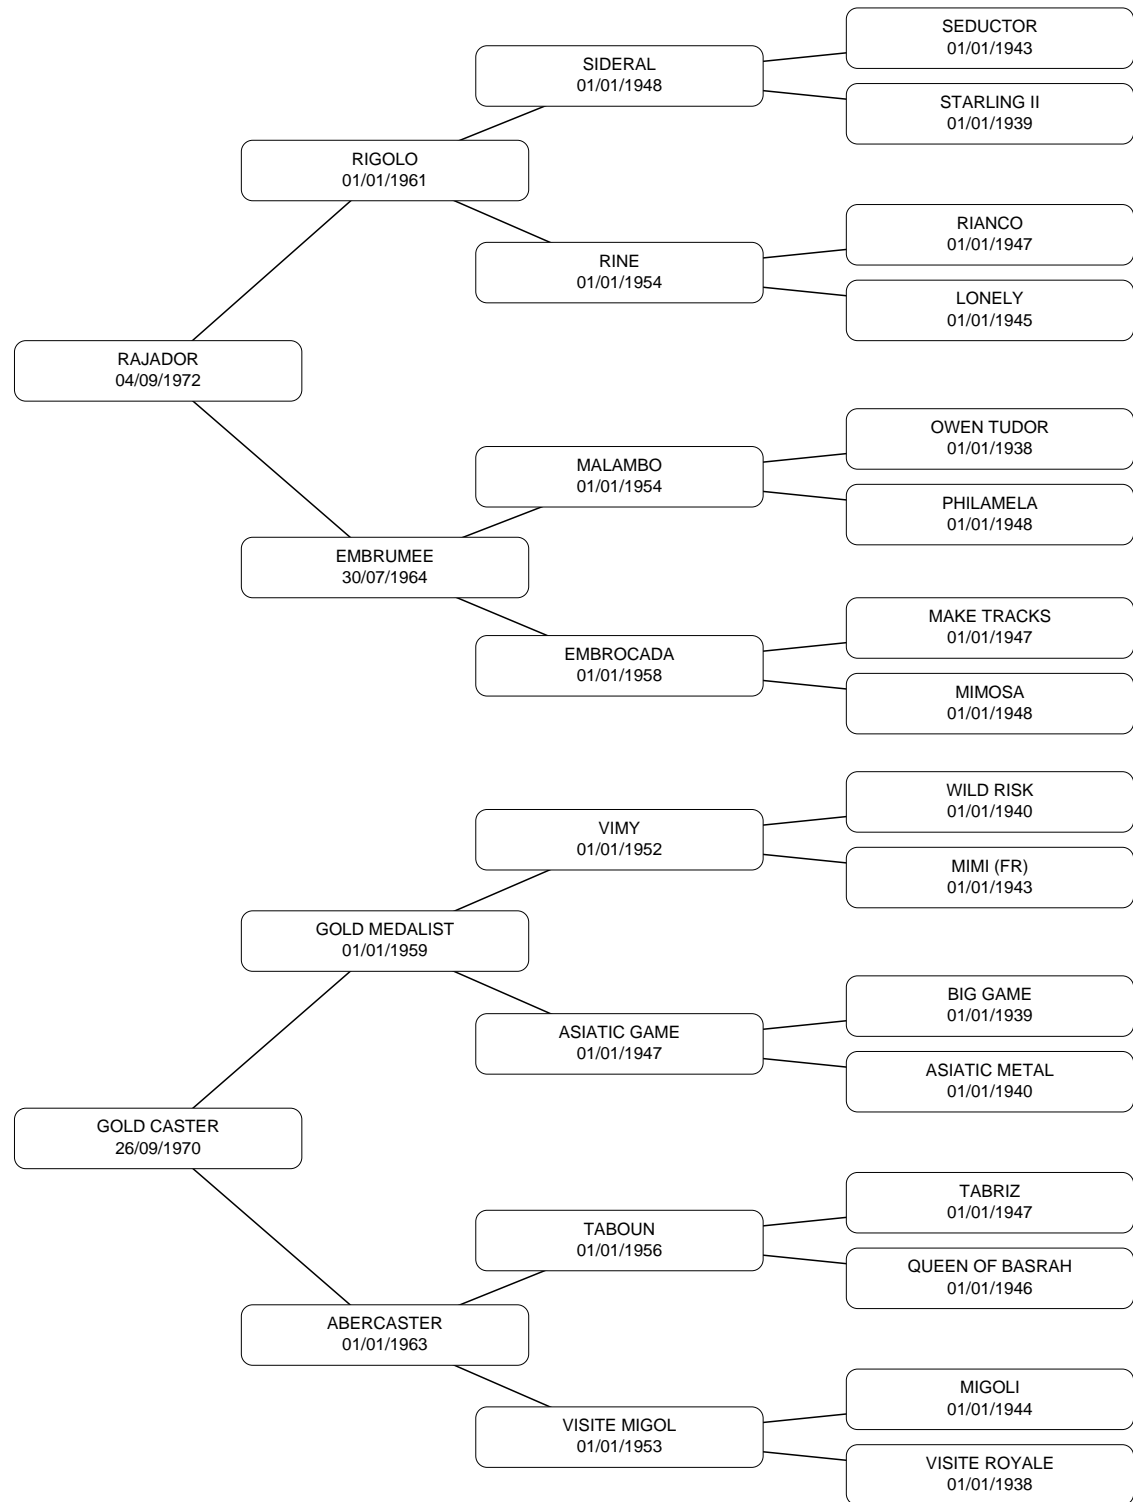 SEDUCTOR
01/01/1943
SIDERAL
01/01/1948
STARLING II
01/01/1939
RIGOLO
01/01/1961
RIANCO
01/01/1947
RINE
01/01/1954
LONELY
01/01/1945
RAJADOR
04/09/1972
OWEN TUDOR
01/01/1938
MALAMBO
01/01/1954
PHILAMELA
01/01/1948
EMBRUMEE
30/07/1964
MAKE TRACKS
01/01/1947
EMBROCADA
01/01/1958
MIMOSA
01/01/1948
WILD RISK
01/01/1940
VIMY
01/01/1952
MIMI (FR)
01/01/1943
GOLD MEDALIST
01/01/1959
BIG GAME
01/01/1939
ASIATIC GAME
01/01/1947
ASIATIC METAL
01/01/1940
GOLD CASTER
26/09/1970
TABRIZ
01/01/1947
TABOUN
01/01/1956
QUEEN OF BASRAH
01/01/1946
ABERCASTER
01/01/1963
MIGOLI
01/01/1944
VISITE MIGOL
01/01/1953
VISITE ROYALE
01/01/1938